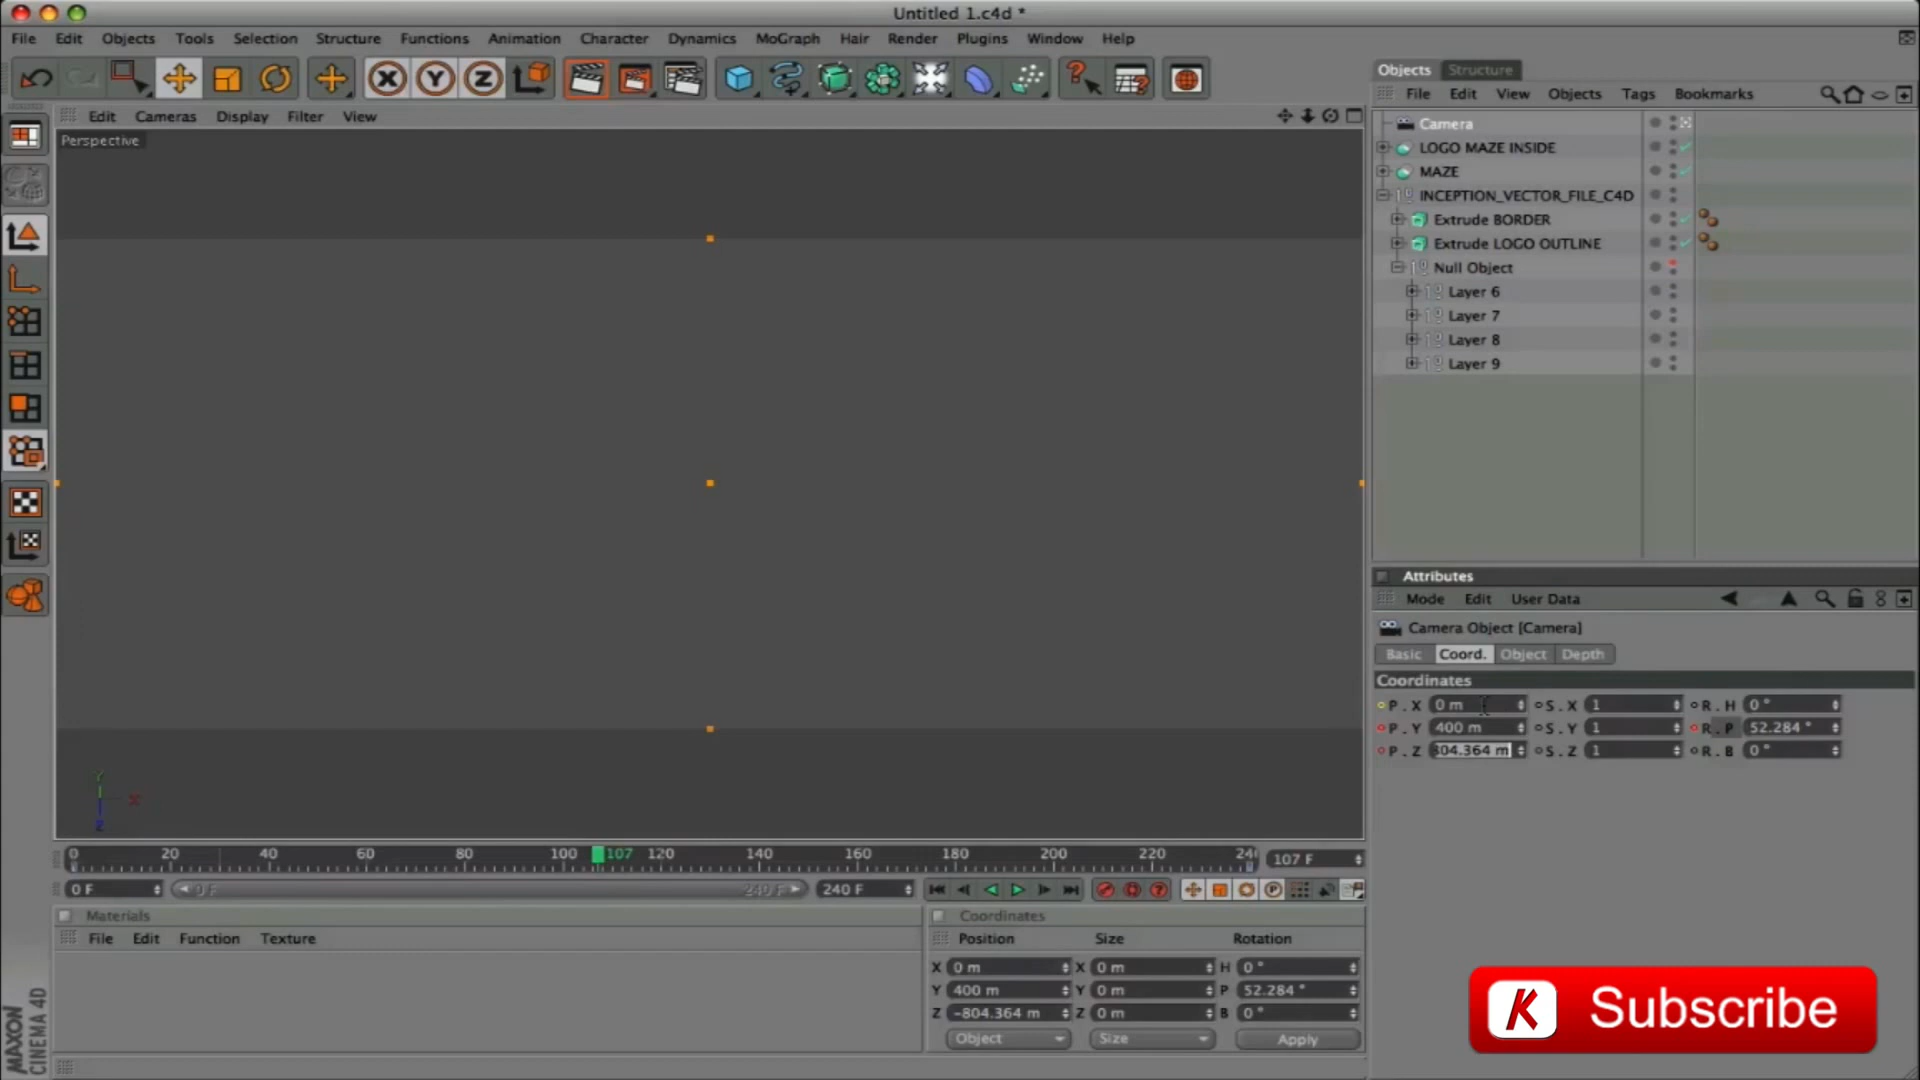 Untitled 1.c4d *
File Edit Objects Tools Selection Structure Functions Animation Character Dynamics MoGraph Hair Render Plugins Window Help
X Y Z
Edit Cameras Display Filter View
Perspective
Y
X
Z
0 20 40 60 80 100 107 120 140 160 180 200 220 24
107 F
0 F
0 F
240 F
240 F
Materials
File Edit Function Texture
Coordinates
Position Size Rotation
X 0 m X 0 m H 0 °
Y 400 m Y 0 m P 52.284 °
Z -804.364 m Z 0 m B 0 °
Object Size Apply
Objects Structure
File Edit View Objects Tags Bookmarks
Camera
LOGO MAZE INSIDE
MAZE
INCEPTION_VECTOR_FILE_C4D
Extrude BORDER
Extrude LOGO OUTLINE
Null Object
Layer 6
Layer 7
Layer 8
Layer 9
Attributes
Mode Edit User Data
Camera Object [Camera]
Basic Coord. Object Depth
Coordinates
P . X 0 m S . X 1 R . H 0 °
P . Y 400 m S . Y 1 R . P 52.284 °
P . Z 804.364 m S . Z 1 R . B 0 °
K Subscribe
MAXON
CINEMA 4D